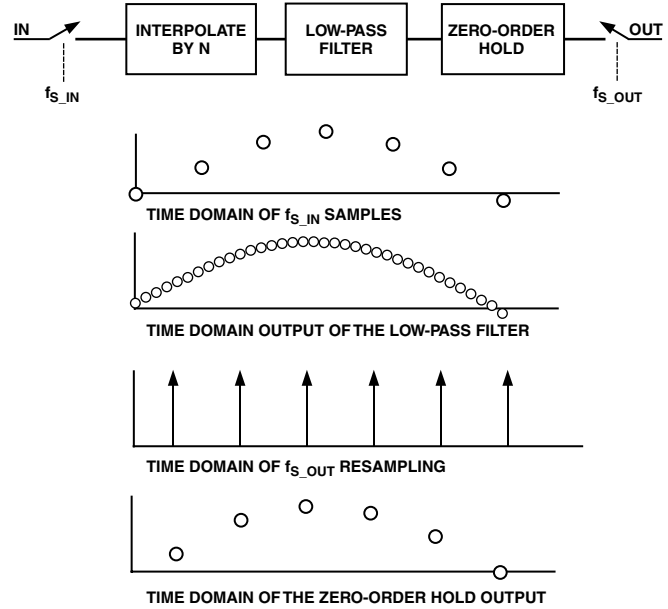 IN
INTERPOLATE
BY N
LOW-PASS
FILTER
ZERO-ORDER
HOLD
OUT
fS_IN
fS_OUT
TIME DOMAIN OF fS_IN SAMPLES
TIME DOMAIN OUTPUT OF THE LOW-PASS FILTER
TIME DOMAIN OF fS_OUT RESAMPLING
TIME DOMAIN OF THE ZERO-ORDER HOLD OUTPUT